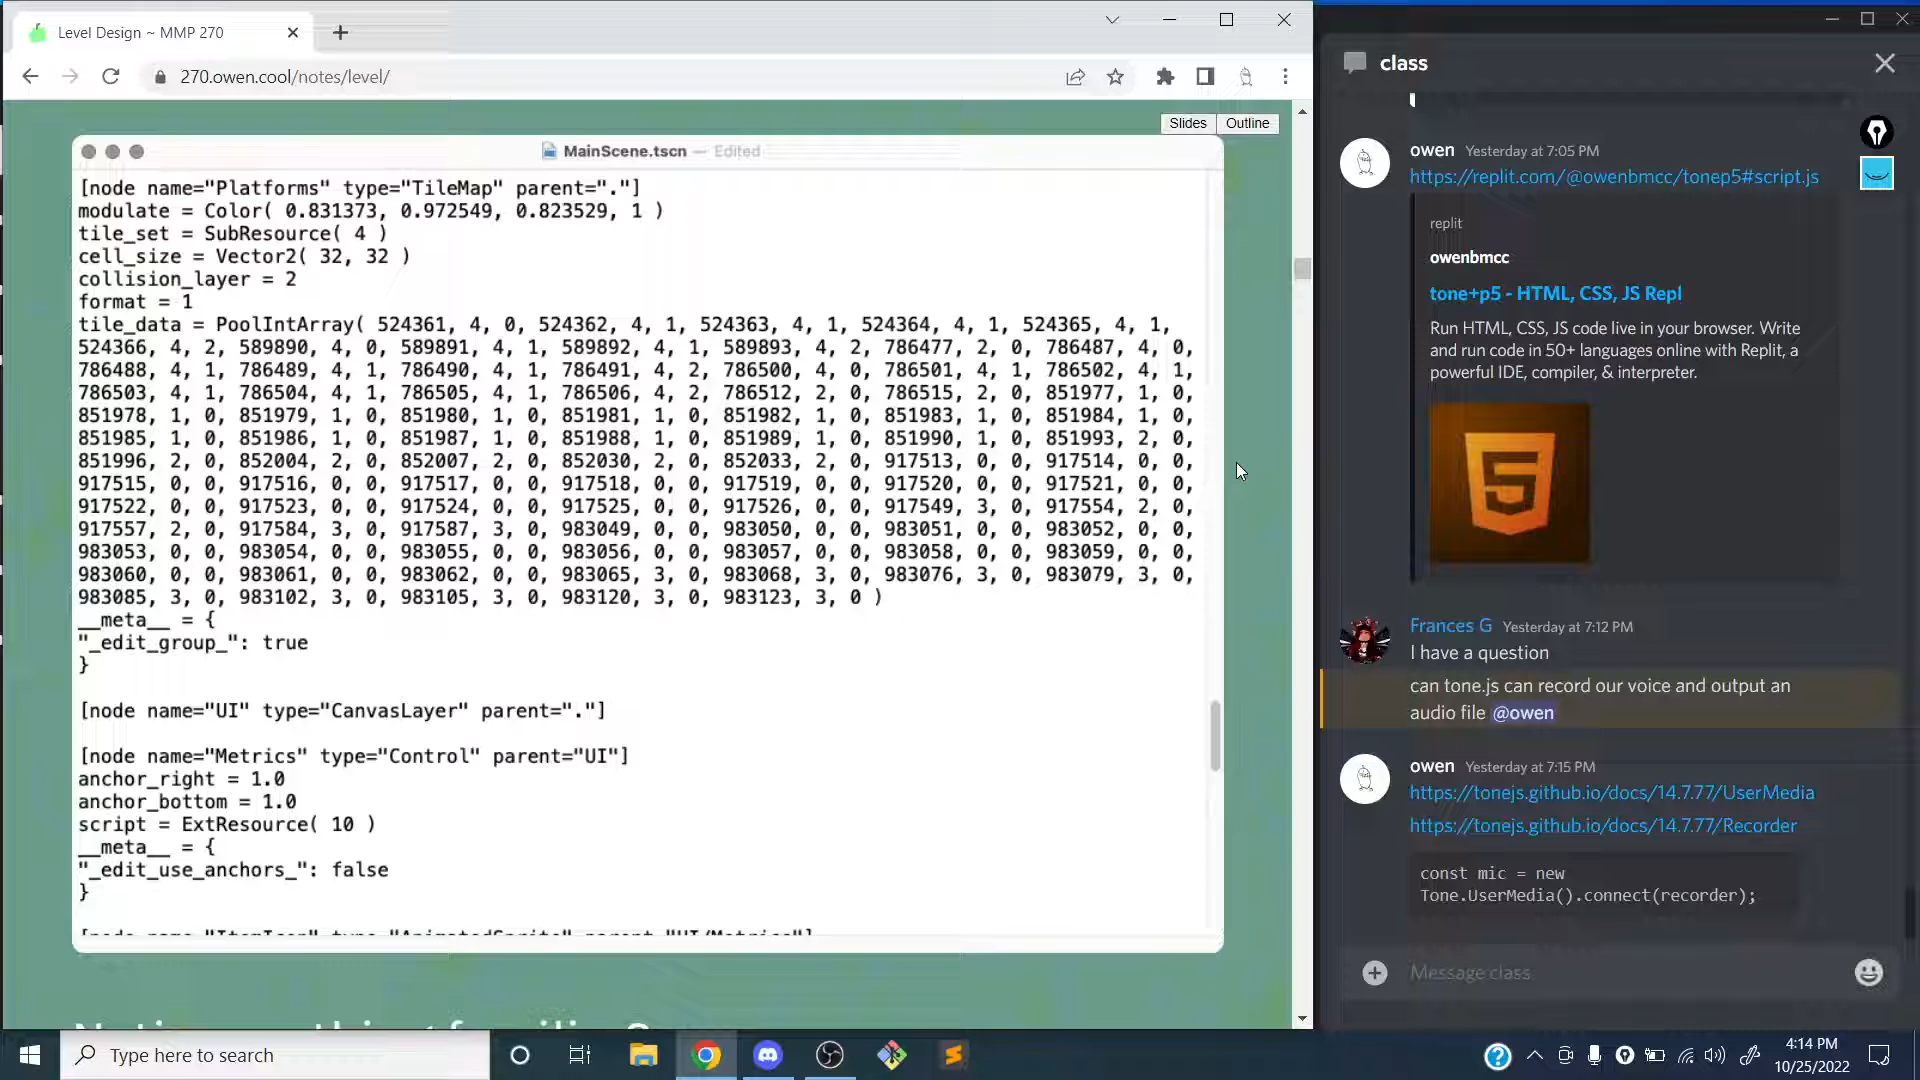 Level Design ~ MMP 270
270.owen.cool/notes/level/
Slides
Outline
MainScene.tscn — Edited
[node name="Platforms" type="TileMap" parent="."]
modulate = Color( 0.831373, 0.972549, 0.823529, 1 )
tile_set = SubResource( 4 )
cell_size = Vector2( 32, 32 )
collision_layer = 2
format = 1
tile_data = PoolIntArray( 524361, 4, 0, 524362, 4, 1, 524363, 4, 1, 524364, 4, 1, 524365, 4, 1,
524366, 4, 2, 589890, 4, 0, 589891, 4, 1, 589892, 4, 1, 589893, 4, 2, 786477, 2, 0, 786487, 4, 0,
786488, 4, 1, 786489, 4, 1, 786490, 4, 1, 786491, 4, 2, 786500, 4, 0, 786501, 4, 1, 786502, 4, 1,
786503, 4, 1, 786504, 4, 1, 786505, 4, 1, 786506, 4, 2, 786512, 2, 0, 786515, 2, 0, 851977, 1, 0,
851978, 1, 0, 851979, 1, 0, 851980, 1, 0, 851981, 1, 0, 851982, 1, 0, 851983, 1, 0, 851984, 1, 0,
851985, 1, 0, 851986, 1, 0, 851987, 1, 0, 851988, 1, 0, 851989, 1, 0, 851990, 1, 0, 851993, 2, 0,
851996, 2, 0, 852004, 2, 0, 852007, 2, 0, 852030, 2, 0, 852033, 2, 0, 917513, 0, 0, 917514, 0, 0,
917515, 0, 0, 917516, 0, 0, 917517, 0, 0, 917518, 0, 0, 917519, 0, 0, 917520, 0, 0, 917521, 0, 0,
917522, 0, 0, 917523, 0, 0, 917524, 0, 0, 917525, 0, 0, 917526, 0, 0, 917549, 3, 0, 917554, 2, 0,
917557, 2, 0, 917584, 3, 0, 917587, 3, 0, 983049, 0, 0, 983050, 0, 0, 983051, 0, 0, 983052, 0, 0,
983053, 0, 0, 983054, 0, 0, 983055, 0, 0, 983056, 0, 0, 983057, 0, 0, 983058, 0, 0, 983059, 0, 0,
983060, 0, 0, 983061, 0, 0, 983062, 0, 0, 983065, 3, 0, 983068, 3, 0, 983076, 3, 0, 983079, 3, 0,
983085, 3, 0, 983102, 3, 0, 983105, 3, 0, 983120, 3, 0, 983123, 3, 0 )
__meta__ = {
"_edit_group_": true
}
[node name="UI" type="CanvasLayer" parent="."]
[node name="Metrics" type="Control" parent="UI"]
anchor_right = 1.0
anchor_bottom = 1.0
script = ExtResource( 10 )
__meta__ = {
"_edit_use_anchors_": false
}
[node name="ItemIcon" type="AnimatedSprite" parent="UI/Metrics"]
class
owen Yesterday at 7:05 PM
https://replit.com/@owenbmcc/tonep5#script.js
replit
owenbmcc
tone+p5 - HTML, CSS, JS Repl
Run HTML, CSS, JS code live in your browser. Write
and run code in 50+ languages online with Replit, a
powerful IDE, compiler, & interpreter.
5
Frances G Yesterday at 7:12 PM
I have a question
can tone.js can record our voice and output an
audio file @owen
owen Yesterday at 7:15 PM
https://tonejs.github.io/docs/14.7.77/UserMedia
https://tonejs.github.io/docs/14.7.77/Recorder
const mic = new
Tone.UserMedia().connect(recorder);
Message class
Type here to search
4:14 PM
10/25/2022